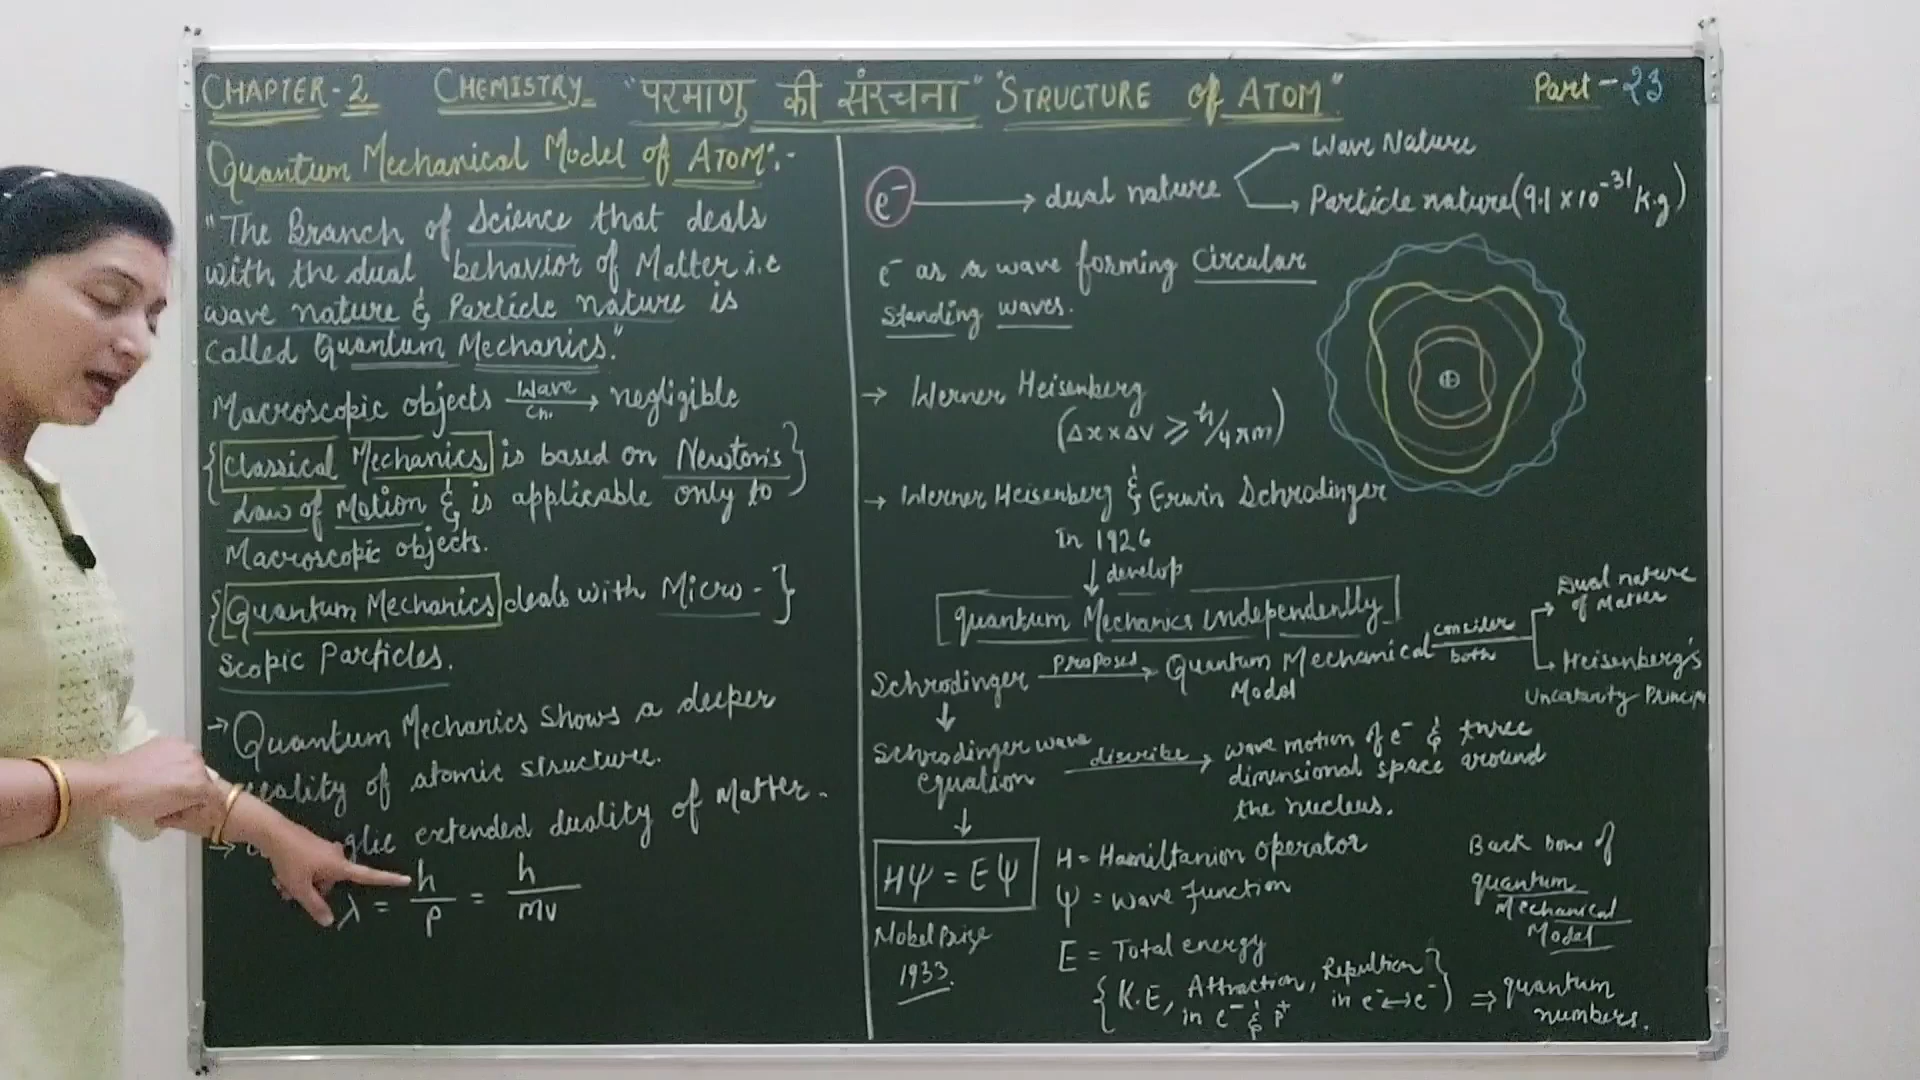 CHAPTER-2 CHEMISTRY "परमाणु की संरचना" "STRUCTURE of ATOM" Part-23
Quantum Mechanical Model of ATOM":-
"The Branch of Science that deals
with the dual behavior of Matter i.e
wave nature & Particle nature is
called Quantum Mechanics."
Macroscopic objects wave ch. → negligible
{Classical Mechanics is based on Newton's}
Law of Motion & is applicable only to
Macroscopic objects.
{Quantum Mechanics deals with Micro-}
scopic Particles.
→ Quantum Mechanics Shows a deeper
reality of atomic structure.
→ glie extended duality of Matter.
λ = h/p = h/mv
e⁻ → dual nature
Wave Nature
Particle nature (9.1 x 10⁻³¹ k.g)
e⁻ as a wave forming Circular
standing waves.
→ Werner Heisenberg
(Δx x Δv ⩾ h/4πm)
→ Werner Heisenberg & Erwin Schrodinger
in 1926
↓ develop
quantum Mechanics independently
Schrodinger proposed → Quantum Mechanical Model
consider both
Dual nature
of Matter
Heisenberg's
Uncatarity Princip
↓
Schrodinger wave
equation
discribe → wave motion of e⁻ & three
dimensional space around
the nucleus.
↓
Hψ = Eψ
Nobel Prize
1933.
H = Hamiltanion operator
ψ = wave function
E = Total energy
{K.E, Attraction in e⁻ & p⁺, Repultion in e⁻↔e⁻} ⇒ quantum
numbers.
Back bone of
quantum
Mechanical
Model